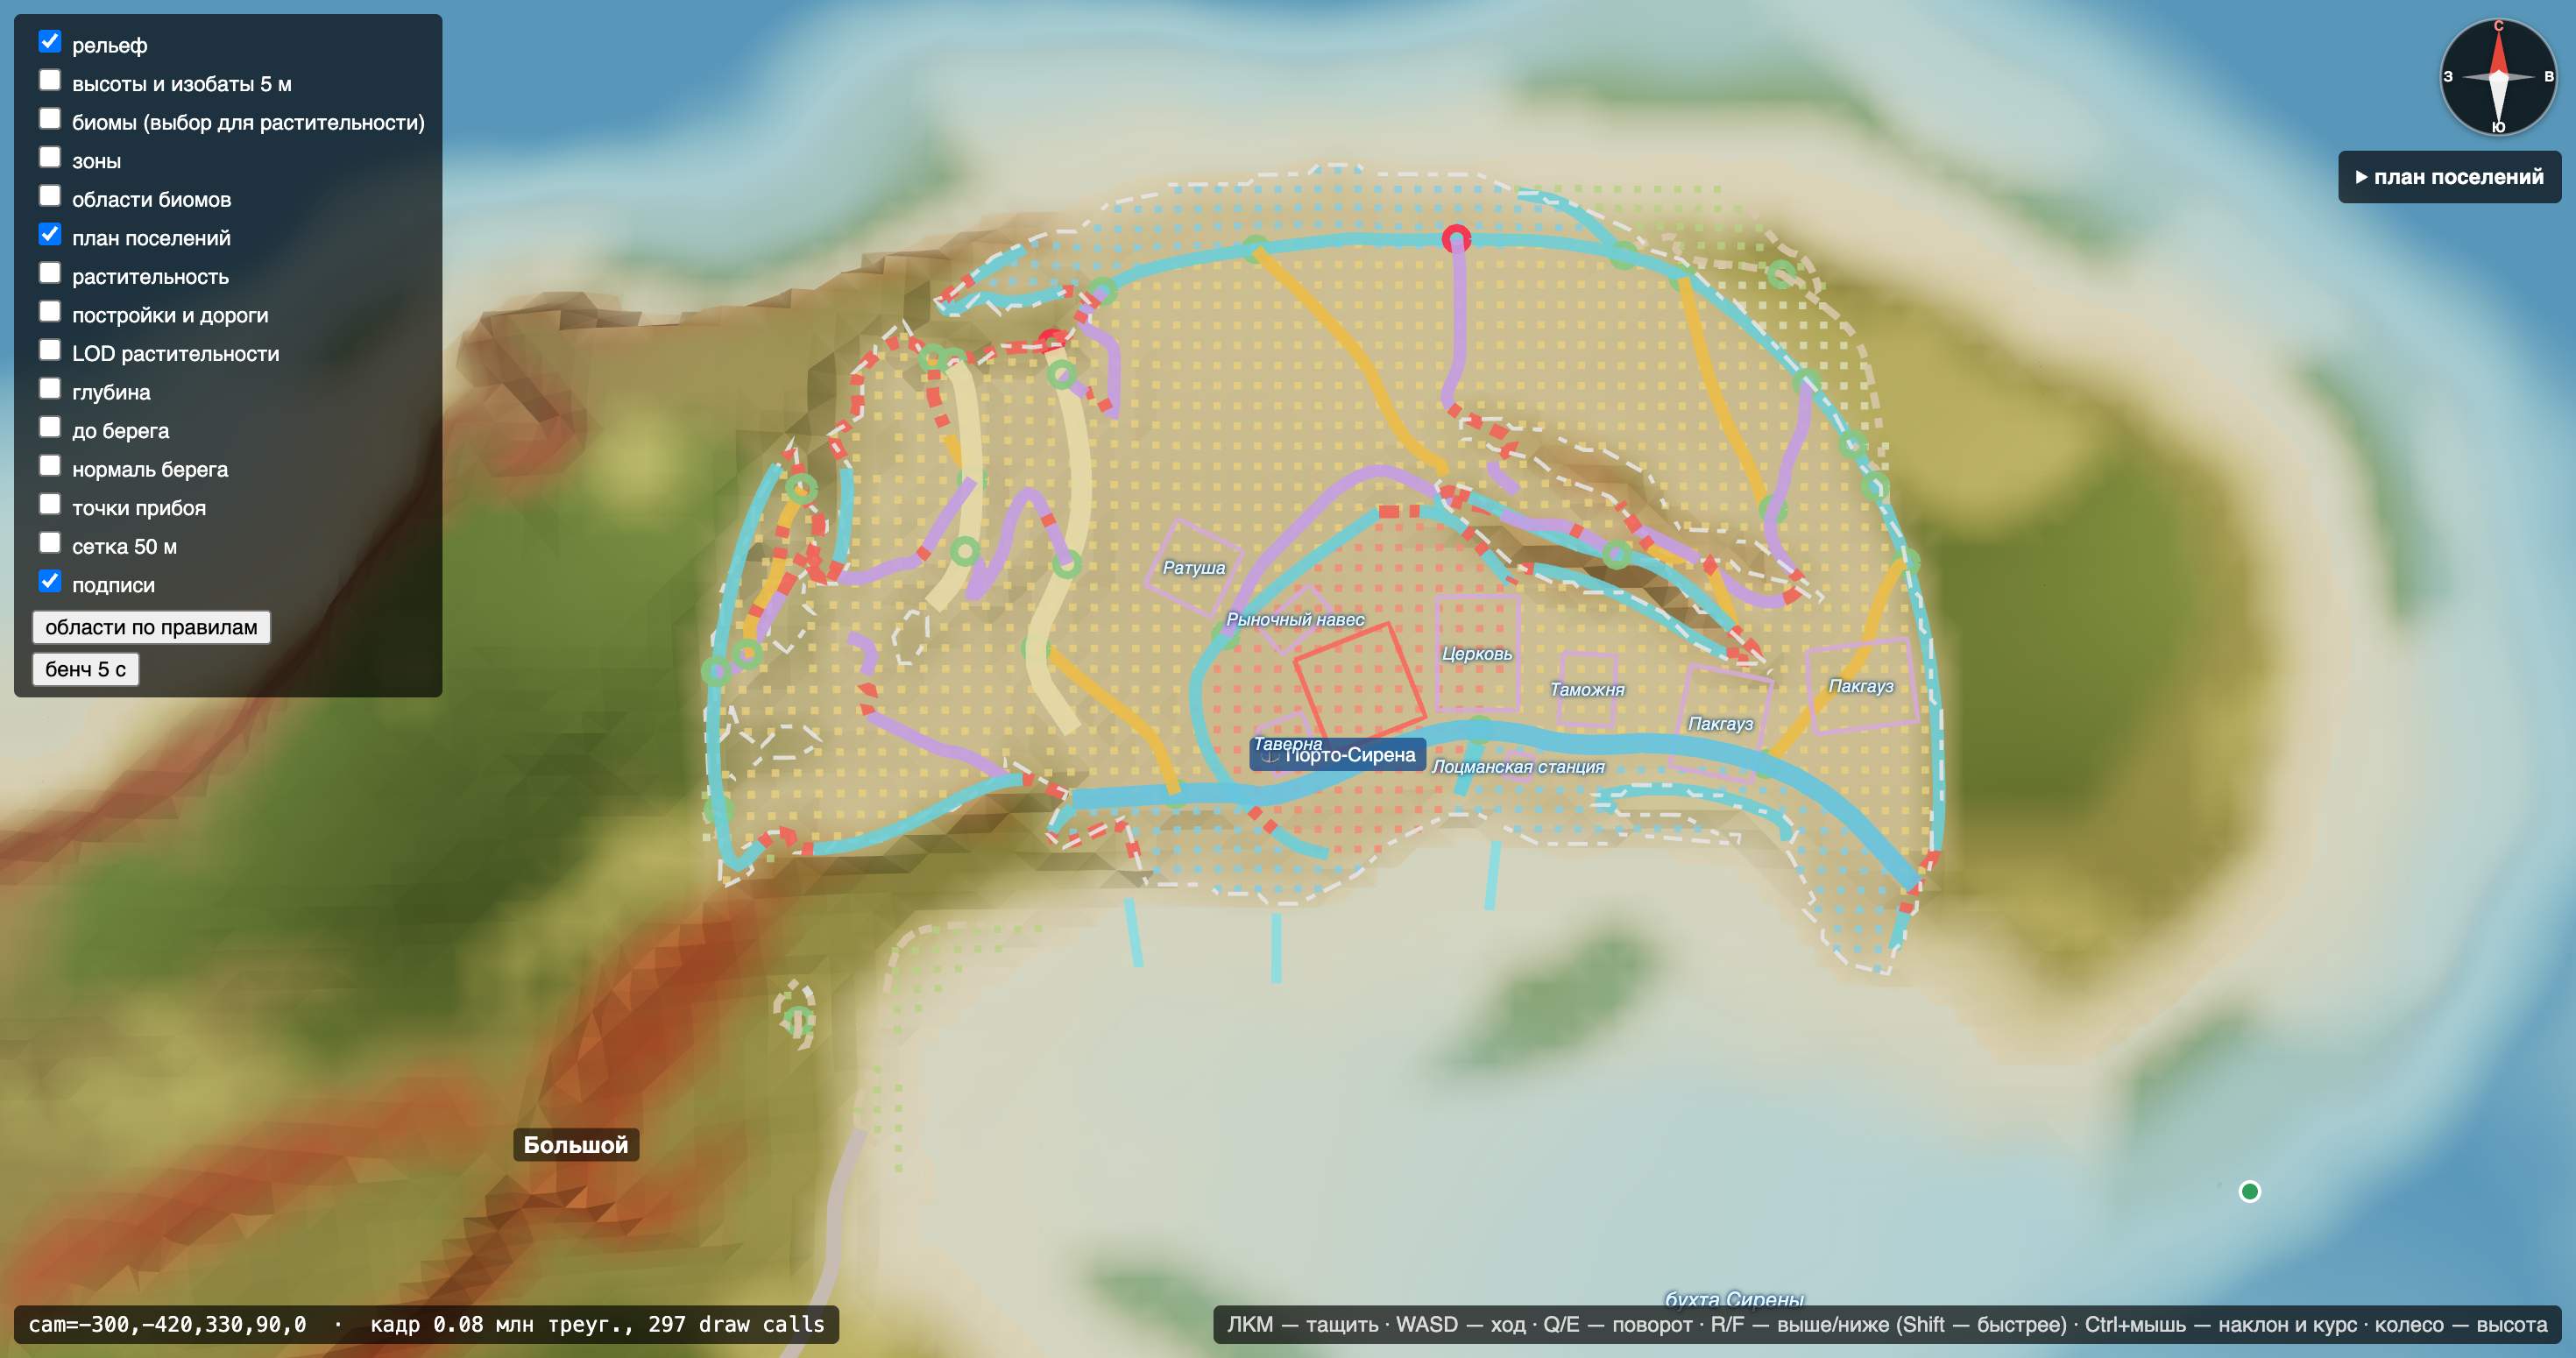 рельеф
высоты и изобаты 5 м
биомы (выбор для растительности)
зоны
области биомов
план поселений
растительность
постройки и дороги
LOD растительности
глубина
до берега
нормаль берега
точки прибоя
сетка 50 м
подписи
области по правилам
бенч 5 с
С
З
В
Ю
▶ план поселений
Ратуша
Рыночный навес
Церковь
Таможня
Пакгауз
Пакгауз
Таверна
Порто-Сирена
Лоцманская станция
Большой
бухта Сирены
cam=−300,−420,330,90,0 · кадр 0.08 млн треуг., 297 draw calls
ЛКМ — тащить · WASD — ход · Q/E — поворот · R/F — выше/ниже (Shift — быстрее) · Ctrl+мышь — наклон и курс · колесо — высота